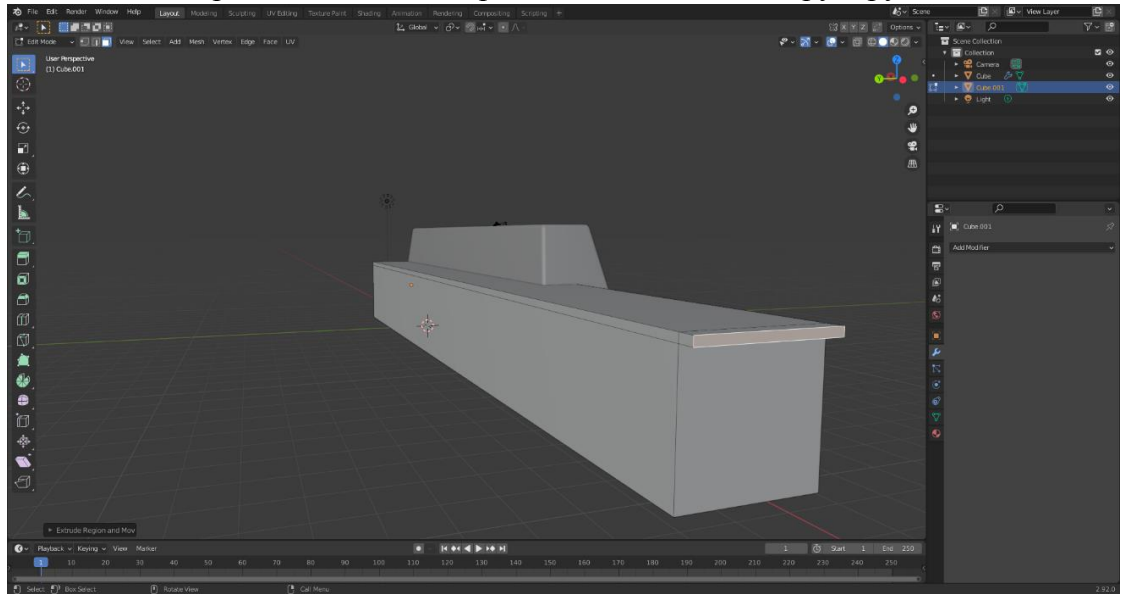 File Edit Render Window Help Layout Modeling Sculpting UV Editing Texture Paint Shading Animation Rendering Compositing Scripting + Scene View Layer
Global Options
Edit Mode View Select Add Mesh Vertex Edge Face UV
User Perspective
(1) Cube.001
Scene Collection
Collection
Camera
Cube
Cube.001
Light
Cube.001
Add Modifier
Extrude Region and Mov
Playback Keying View Marker 1 Start 1 End 250
1 10 20 30 40 50 60 70 80 90 100 110 120 130 140 150 160 170 180 190 200 210 220 230 240 250
Select Box Select Rotate View Call Menu 2.92.0